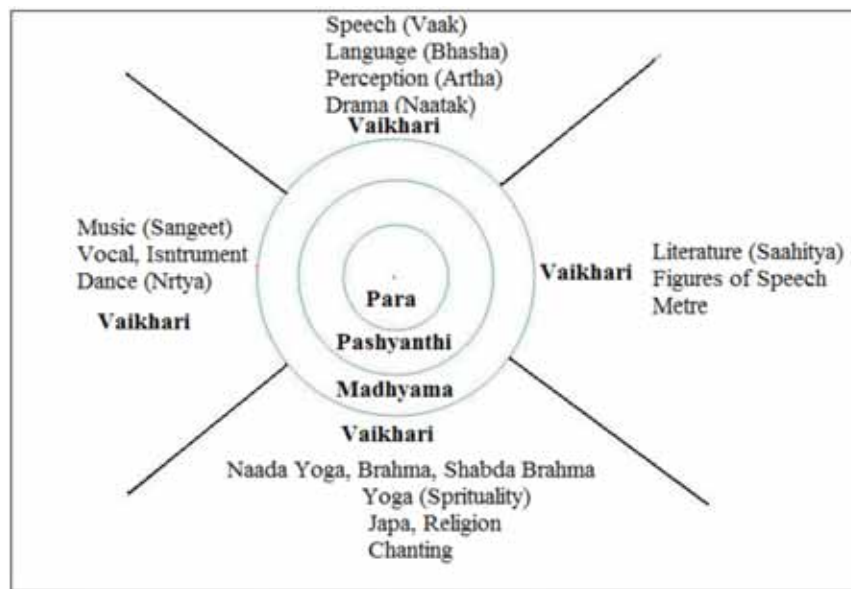 Speech (Vaak)
Language (Bhasha)
Perception (Artha)
Drama (Naatak)
Vaikhari
Music (Sangeet)
Vocal, Isntrument
Dance (Nrtya)
Vaikhari
Para
Pashyanthi
Madhyama
Vaikhari
Literature (Saahitya)
Figures of Speech
Metre
Vaikhari
Naada Yoga, Brahma, Shabda Brahma
Yoga (Sprituality)
Japa, Religion
Chanting